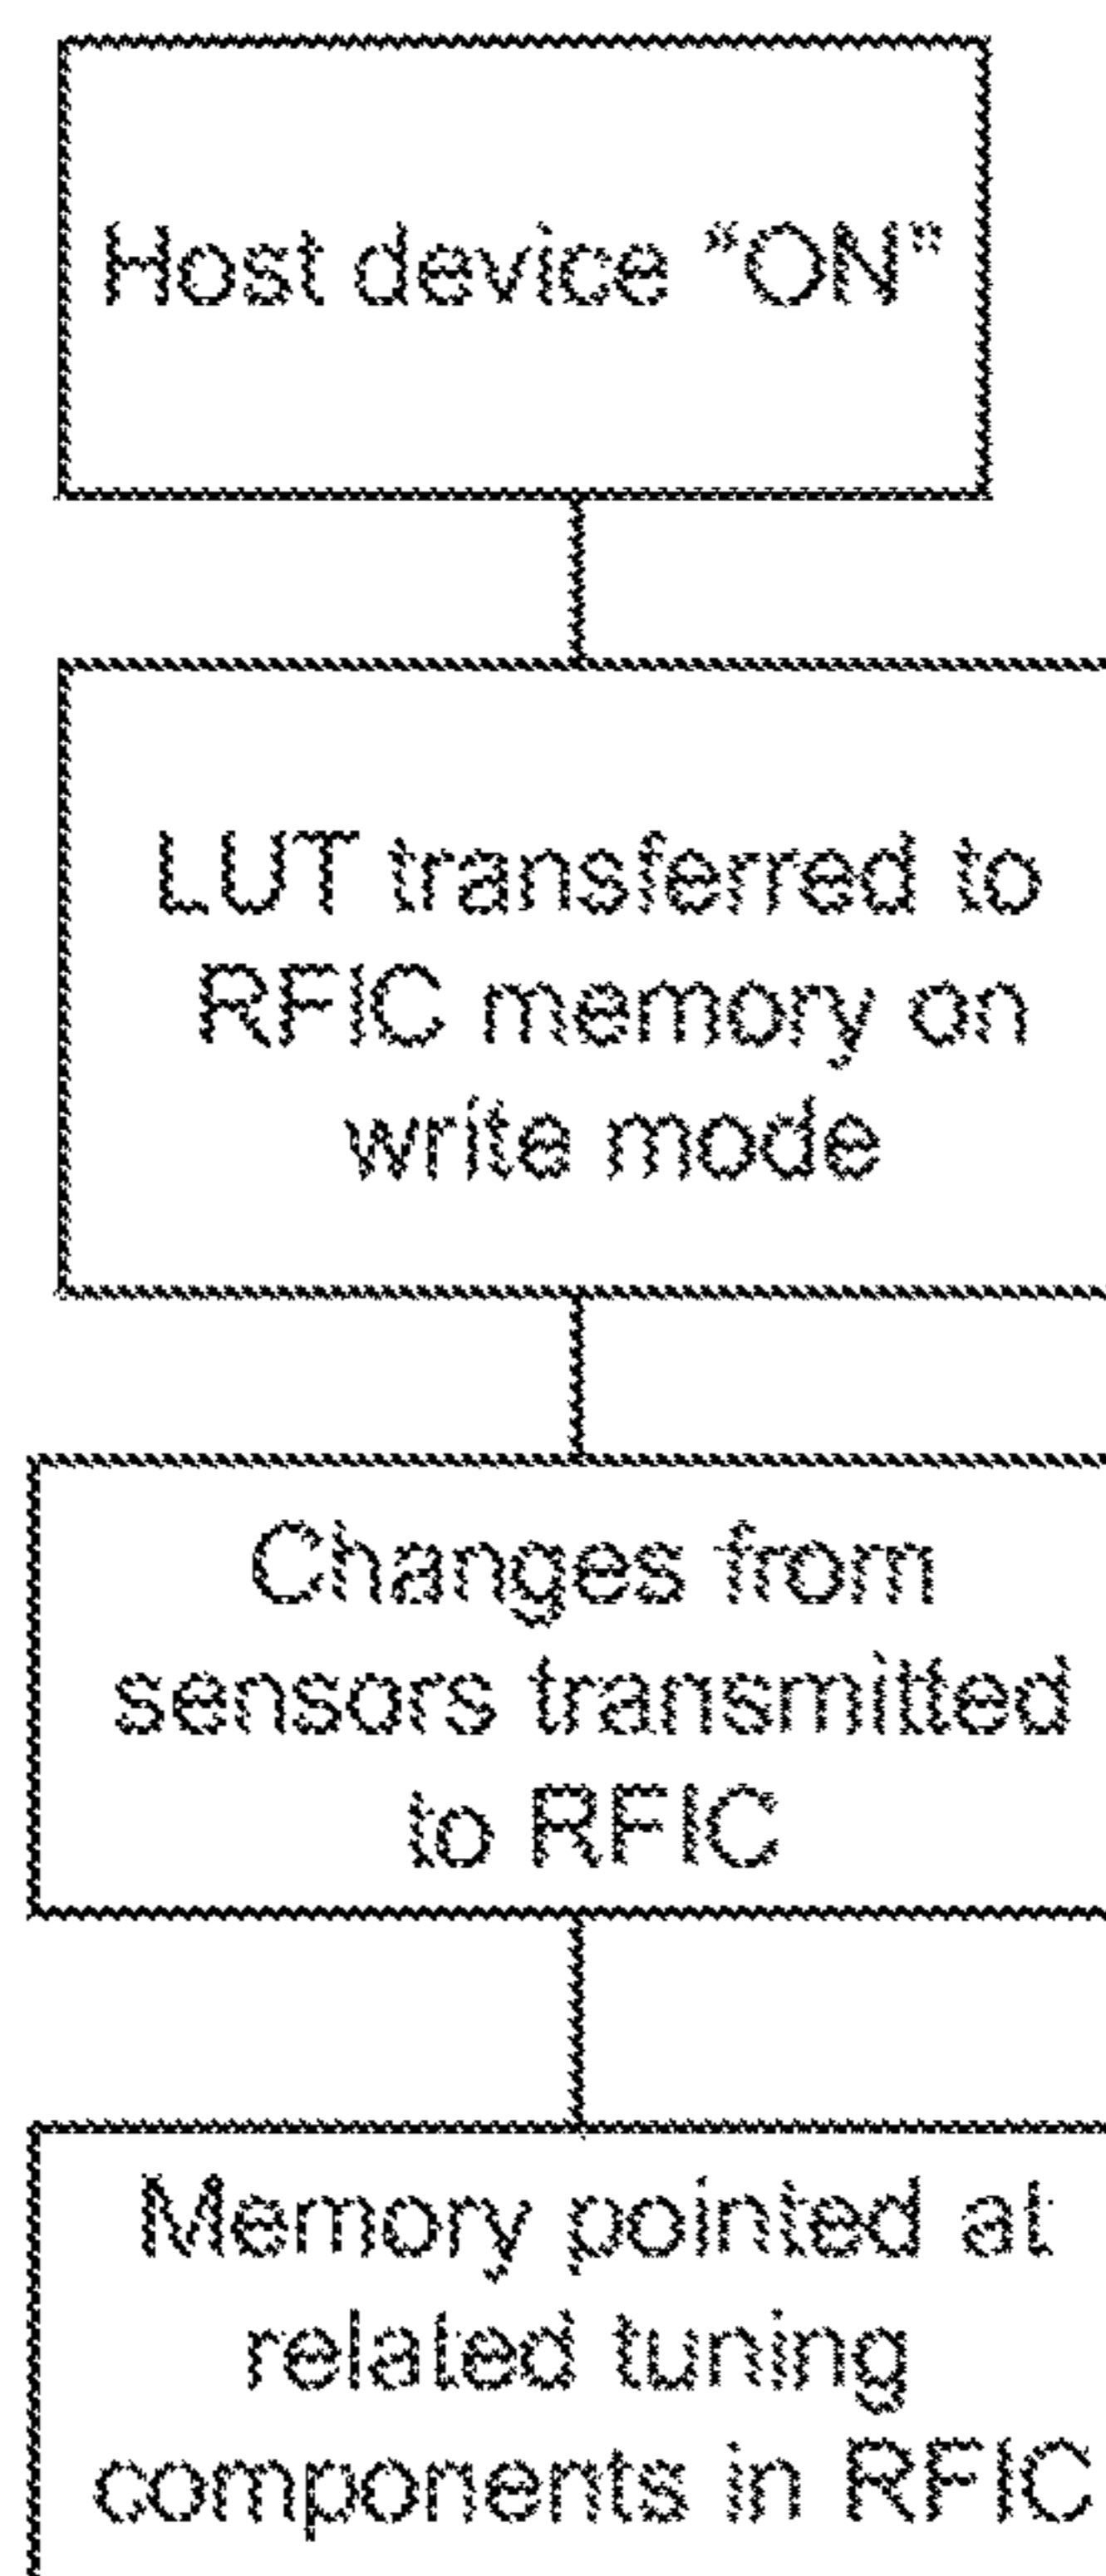 Host device “ON”
LUT transferred to
RFIC memory on
write mode
Changes from
sensors transmitted
to RFIC
Memory pointed at
related tuning
components in RFIC